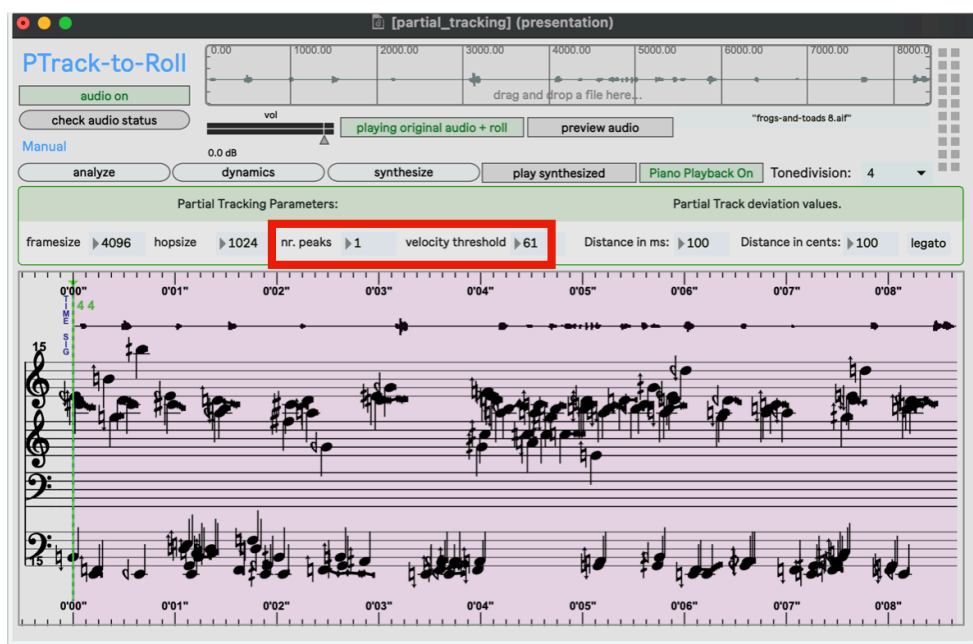 [partial_tracking] (presentation)
PTrack-to-Roll
0.00 1000.00 2000.00 3000.00 4000.00 5000.00 6000.00 7000.00 8000.0
drag and drop a file here...
audio on
check audio status
vol
playing original audio + roll
preview audio
"frogs-and-toads 8.aif"
Manual
0.0 dB
analyze dynamics synthesize play synthesized Piano Playback On Tonedivision: 4
Partial Tracking Parameters: Partial Track deviation values.
framesize 4096 hopsize 1024 nr. peaks 1 velocity threshold 61 Distance in ms: 100 Distance in cents: 100 legato
0'00" 0'01" 0'02" 0'03" 0'04" 0'05" 0'06" 0'07" 0'08"
TIME SIG
4 4
15
15
0'00" 0'01" 0'02" 0'03" 0'04" 0'05" 0'06" 0'07" 0'08"